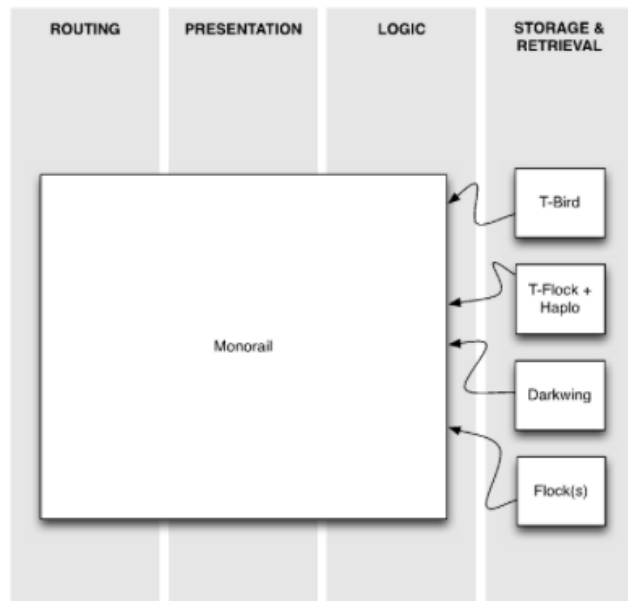 ROUTING
PRESENTATION
LOGIC
STORAGE &
RETRIEVAL
T-Bird
T-Flock +
Haplo
Monorail
Darkwing
Flock(s)